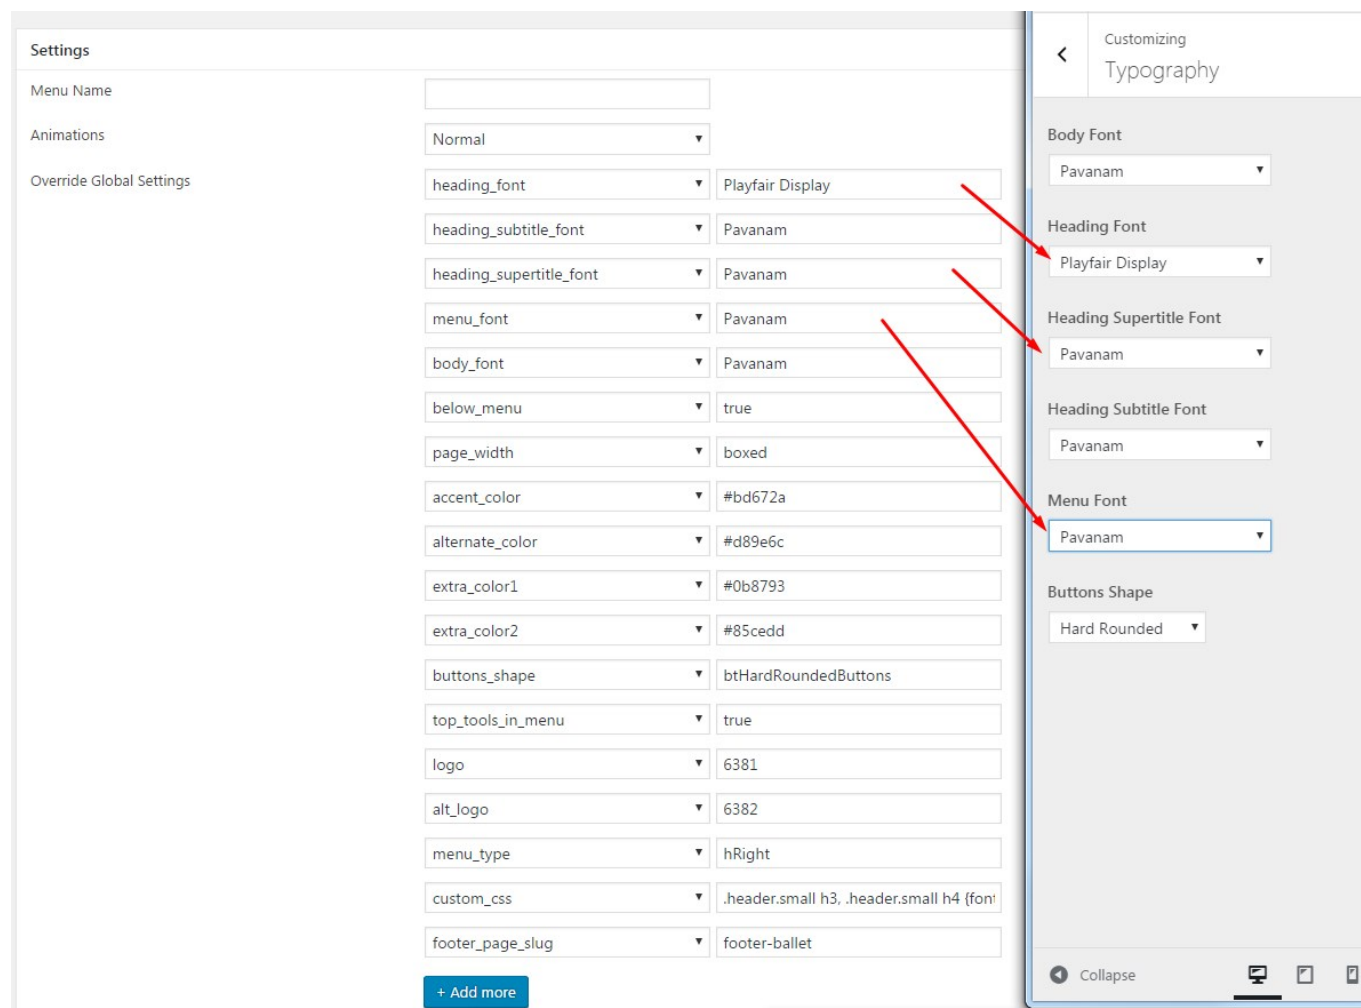 Settings
Menu Name
Animations
Normal
Override Global Settings
heading_font Playfair Display
heading_subtitle_font Pavanam
heading_supertitle_font Pavanam
menu_font Pavanam
body_font Pavanam
below_menu true
page_width boxed
accent_color #bd672a
alternate_color #d89e6c
extra_color1 #0b8793
extra_color2 #85cedd
buttons_shape btHardRoundedButtons
top_tools_in_menu true
logo 6381
alt_logo 6382
menu_type hRight
custom_css .header.small h3, .header.small h4 {font
footer_page_slug footer-ballet
+ Add more
Customizing
Typography
Body Font
Pavanam
Heading Font
Playfair Display
Heading Supertitle Font
Pavanam
Heading Subtitle Font
Pavanam
Menu Font
Pavanam
Buttons Shape
Hard Rounded
Collapse